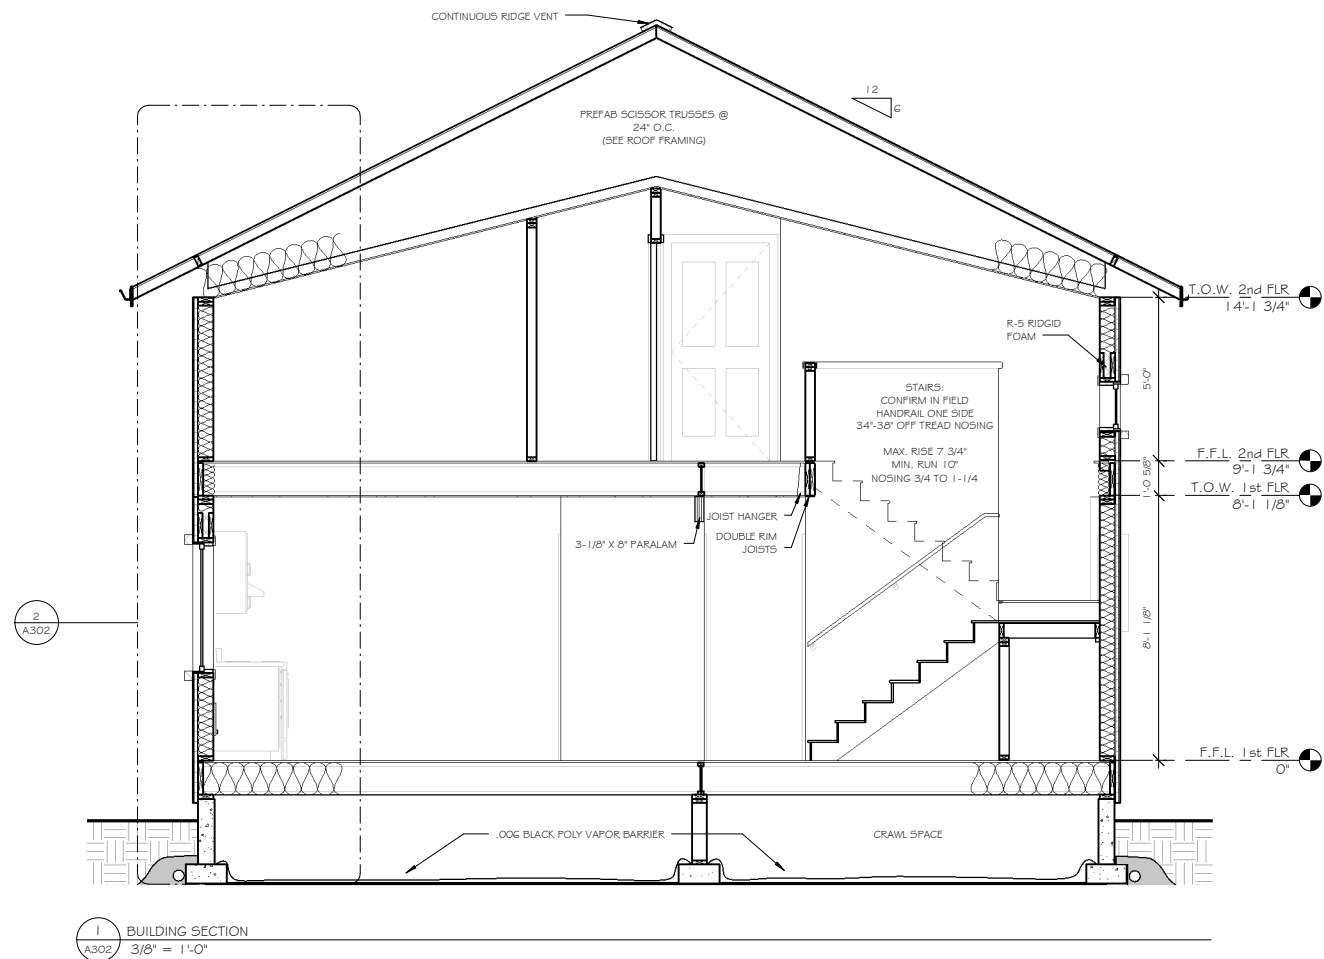 CONTINUOUS RIDGE VENT
12
6
PREFAB SCISSOR TRUSSES @
24" O.C.
(SEE ROOF FRAMING)
T.O.W. 2nd FLR
14'-1 3/4"
R-5 RIDGID
FOAM
5'-0"
STAIRS:
CONFIRM IN FIELD
HANDRAIL ONE SIDE
34"-38" OFF TREAD NOSING
MAX. RISE 7 3/4"
MIN. RUN 10"
NOSING 3/4 TO 1-1/4
F.F.L. 2nd FLR
9'-1 3/4"
1'-0 5/8"
T.O.W. 1st FLR
8'-1 1/8"
JOIST HANGER
3-1/8" X 8" PARALAM
DOUBLE RIM
JOISTS
2
A302
8'-1 1/8"
F.F.L. 1st FLR
0"
.006 BLACK POLY VAPOR BARRIER
CRAWL SPACE
1
A302
BUILDING SECTION
3/8" = 1'-0"